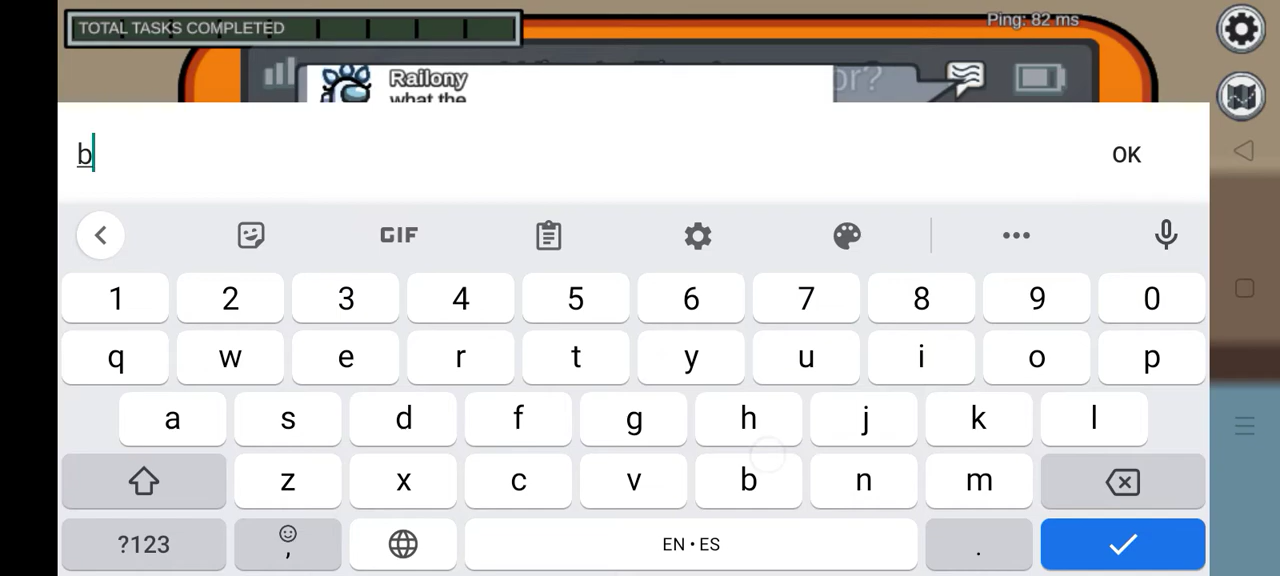 TOTAL TASKS COMPLETED
Ping: 82 ms
or?
Railony
what the
b
OK
GIF
1 2 3 4 5 6 7 8 9 0
q w e r t y u i o p
a s d f g h j k l
z x c v b n m
?123 , EN • ES .